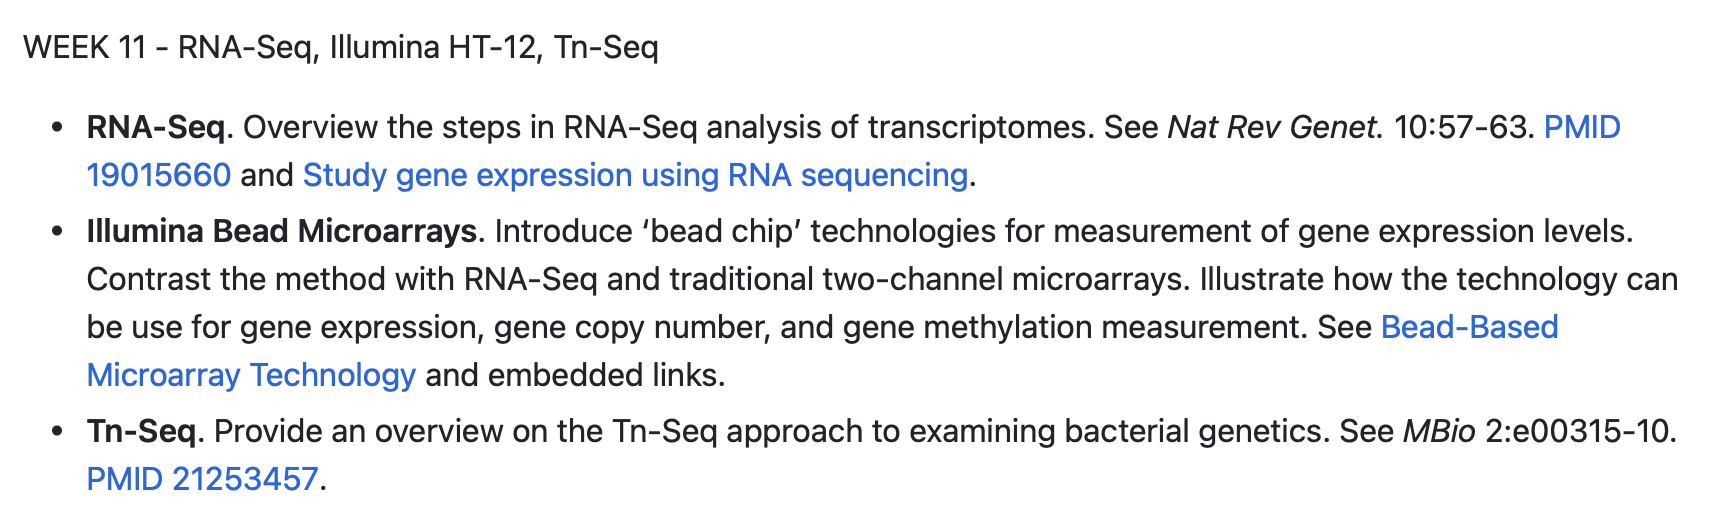 WEEK 11 - RNA-Seq, Illumina HT-12, Tn-Seq
• RNA-Seq. Overview the steps in RNA-Seq analysis of transcriptomes. See Nat Rev Genet. 10:57-63. PMID
19015660 and Study gene expression using RNA sequencing.
• Illumina Bead Microarrays. Introduce ‘bead chip’ technologies for measurement of gene expression levels.
Contrast the method with RNA-Seq and traditional two-channel microarrays. Illustrate how the technology can
be use for gene expression, gene copy number, and gene methylation measurement. See Bead-Based
Microarray Technology and embedded links.
• Tn-Seq. Provide an overview on the Tn-Seq approach to examining bacterial genetics. See MBio 2:e00315-10.
PMID 21253457.